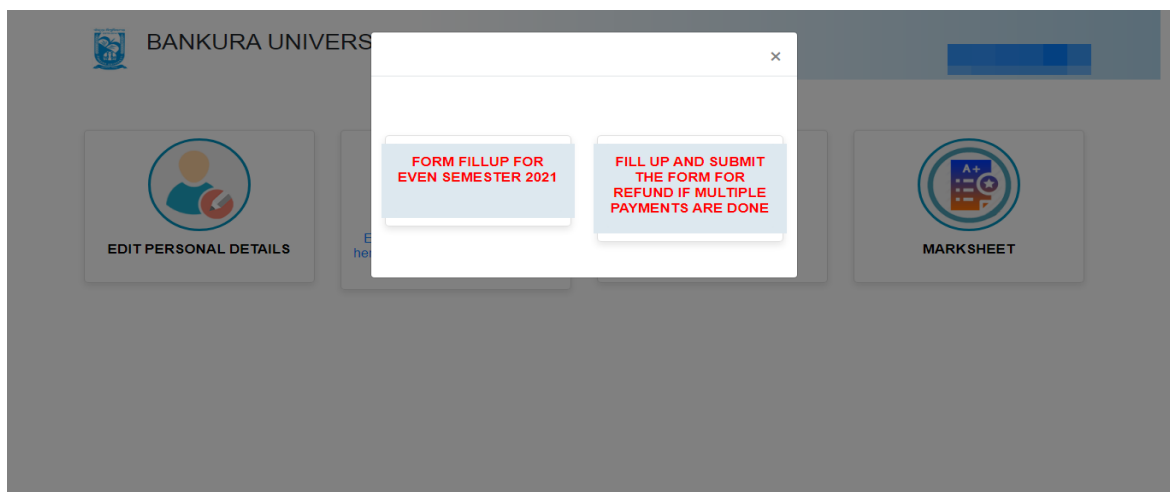 BANKURA UNIVERS
×
FORM FILLUP FOR
EVEN SEMESTER 2021
FILL UP AND SUBMIT
THE FORM FOR
REFUND IF MULTIPLE
PAYMENTS ARE DONE
EDIT PERSONAL DETAILS
E
her
A+
MARKSHEET